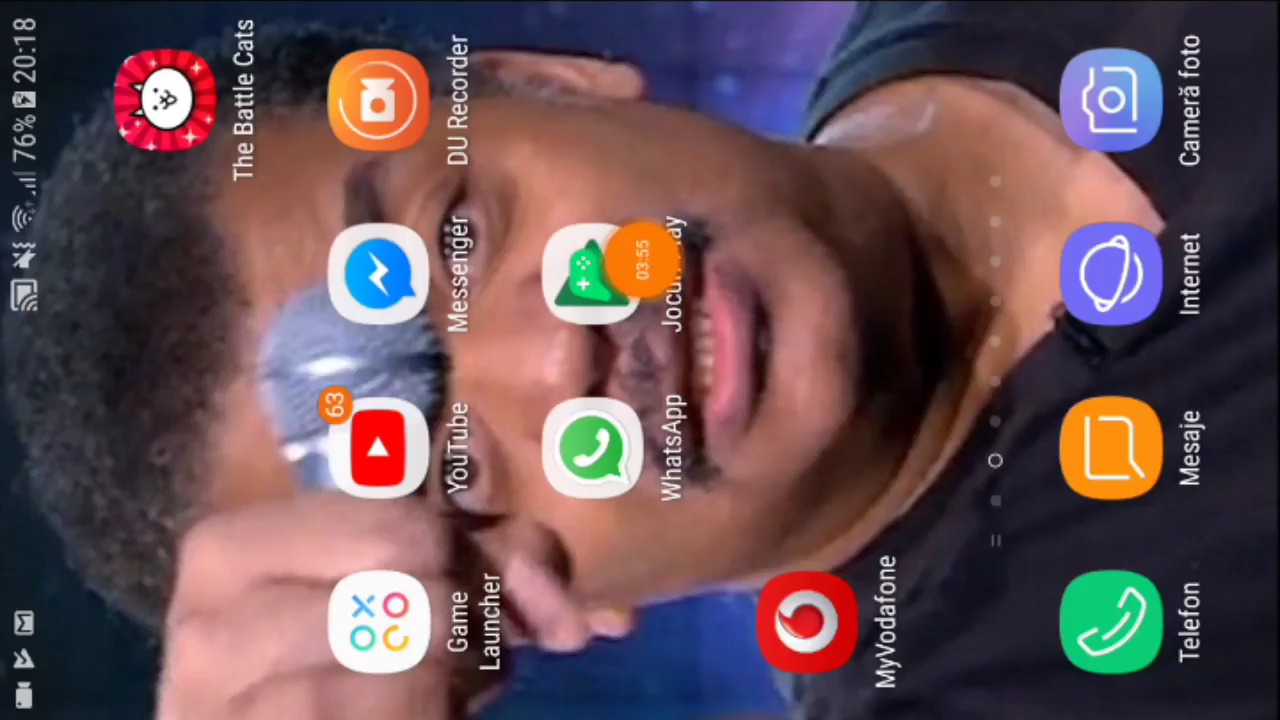 76% 20:18
The Battle Cats
Game
Launcher
63
YouTube
Messenger
DU Recorder
WhatsApp
03:55
MyVodafone
Telefon
Mesaje
Internet
Cameră foto